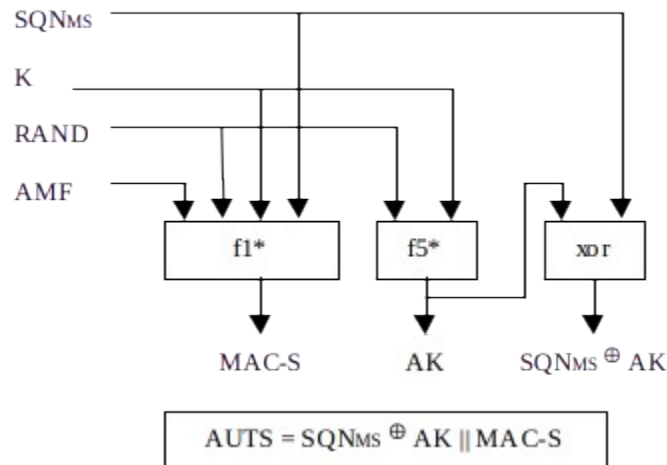 SQNMS
K
RAND
AMF
f1* f5* xor
MAC-S AK SQNMS ⊕ AK
AUTS = SQNMS ⊕ AK || MAC-S